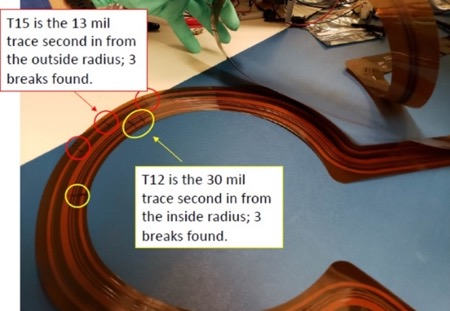 T15 is the 13 mil
trace second in from
the outside radius; 3
breaks found.
T12 is the 30 mil
trace second in from
the inside radius; 3
breaks found.